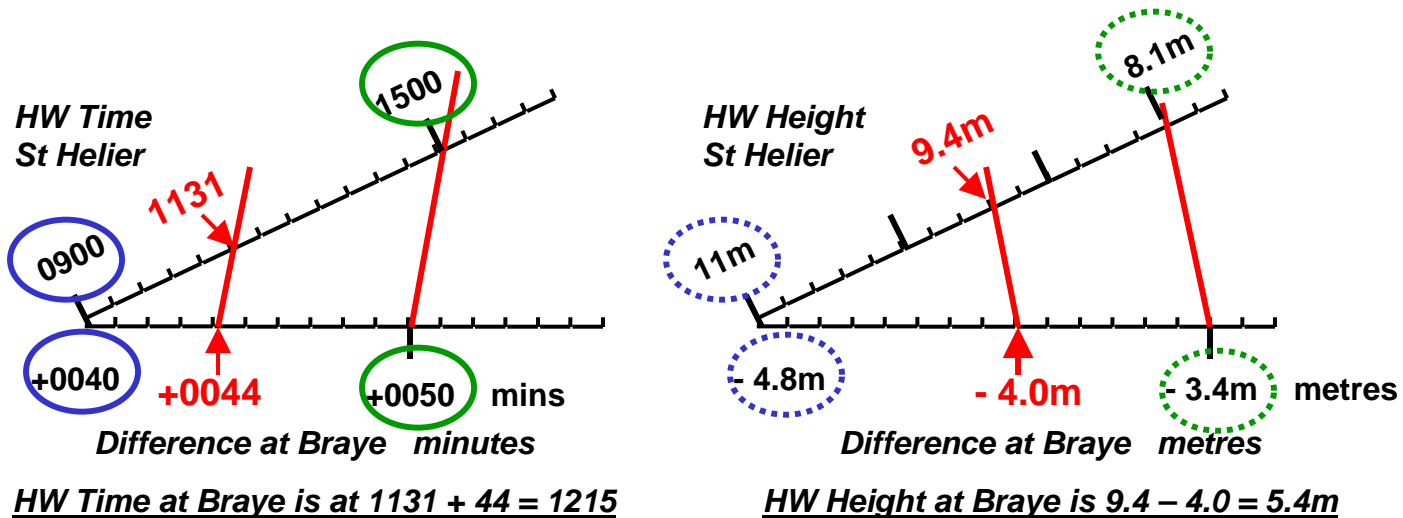 HW Time
St Helier
0900
1131
1500
+0040
+0044
+0050 mins
Difference at Braye minutes
HW Time at Braye is at 1131 + 44 = 1215
HW Height
St Helier
11m
9.4m
8.1m
- 4.8m
- 4.0m
- 3.4m metres
Difference at Braye metres
HW Height at Braye is 9.4 – 4.0 = 5.4m